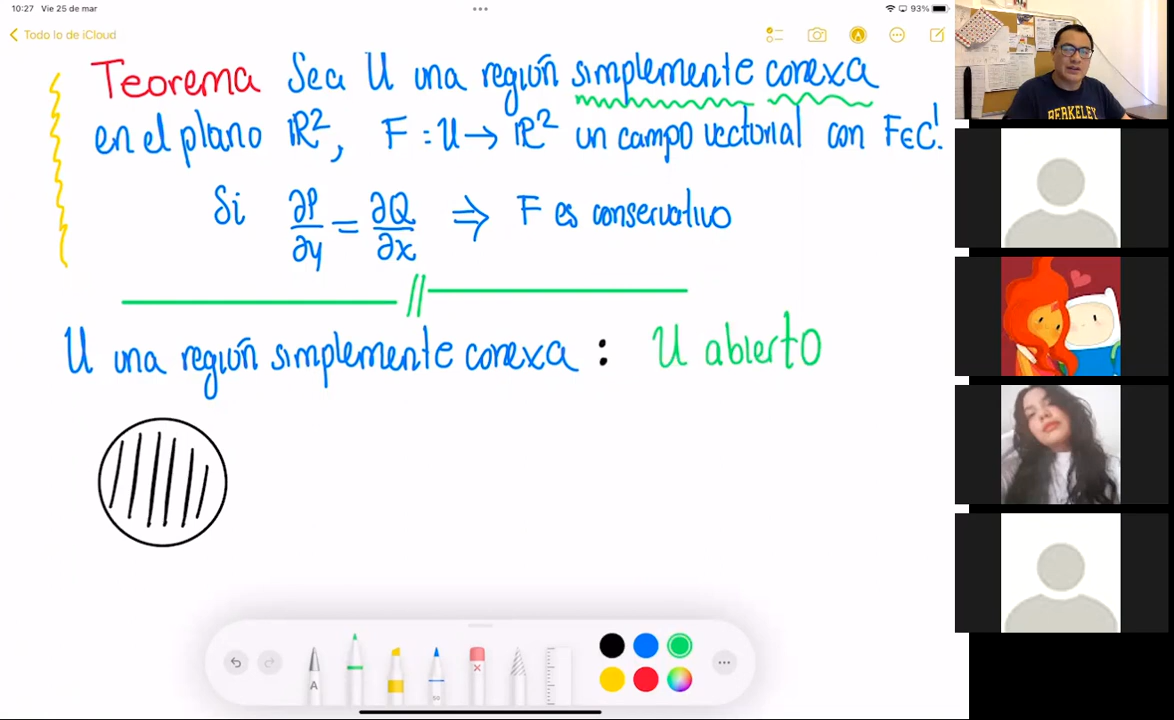 10:27 Vie 25 de mar
93%
Todo lo de iCloud
Teorema Sea U una región simplemente conexa
en el plano ℝ², F : U → ℝ² un campo vectorial con F∈C¹.
Si ∂P/∂y = ∂Q/∂x ⇒ F es conservativo
U una región simplemente conexa : U abierto
A
50
BERKELEY